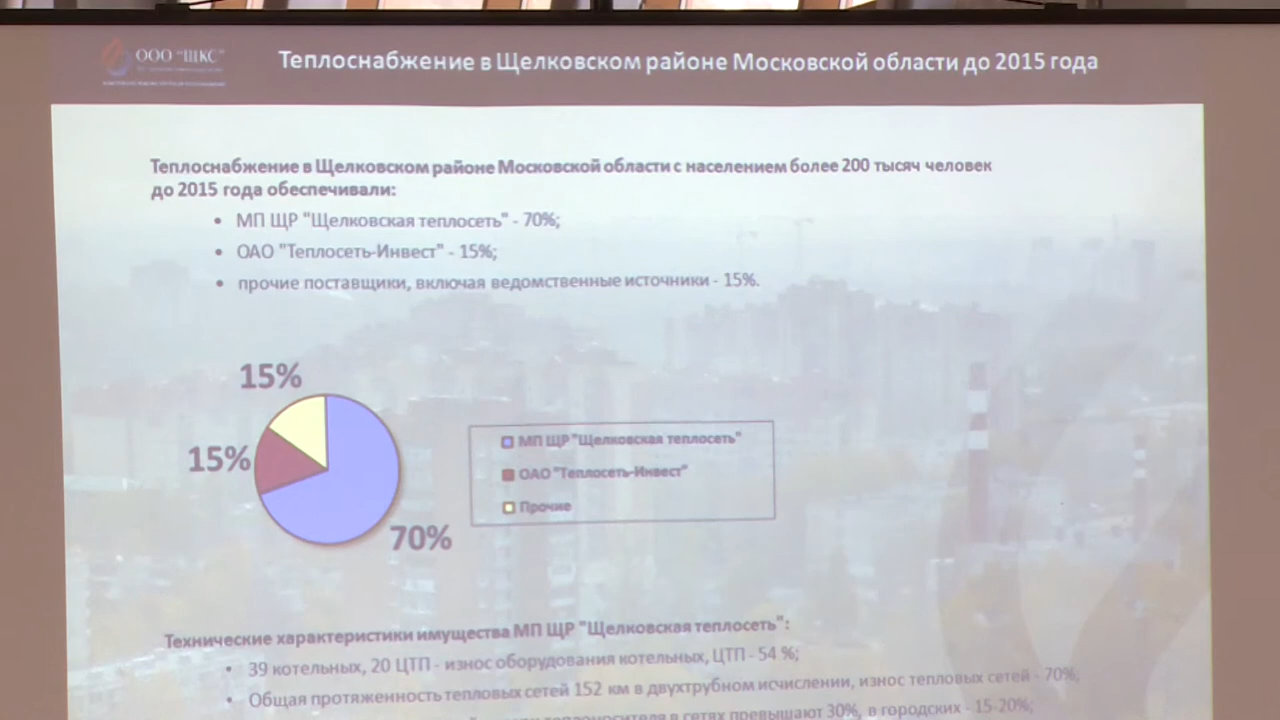 ООО "ЩКС"
Теплоснабжение в Щелковском районе Московской области до 2015 года
Теплоснабжение в Щелковском районе Московской области с населением более 200 тысяч человек
до 2015 года обеспечивали:
• МП ЩР "Щелковская теплосеть" - 70%;
• ОАО "Теплосеть-Инвест" - 15%;
• прочие поставщики, включая ведомственные источники - 15%.
15%
15%
70%
МП ЩР "Щелковская теплосеть"
ОАО "Теплосеть-Инвест"
Прочие
Технические характеристики имущества МП ЩР "Щелковская теплосеть":
• 39 котельных, 20 ЦТП - износ оборудования котельных, ЦТП - 54 %;
• Общая протяженность тепловых сетей 152 км в двухтрубном исчислении, износ тепловых сетей - 70%;
теплоносителя в сетях превышают 30%, в городских - 15-20%;